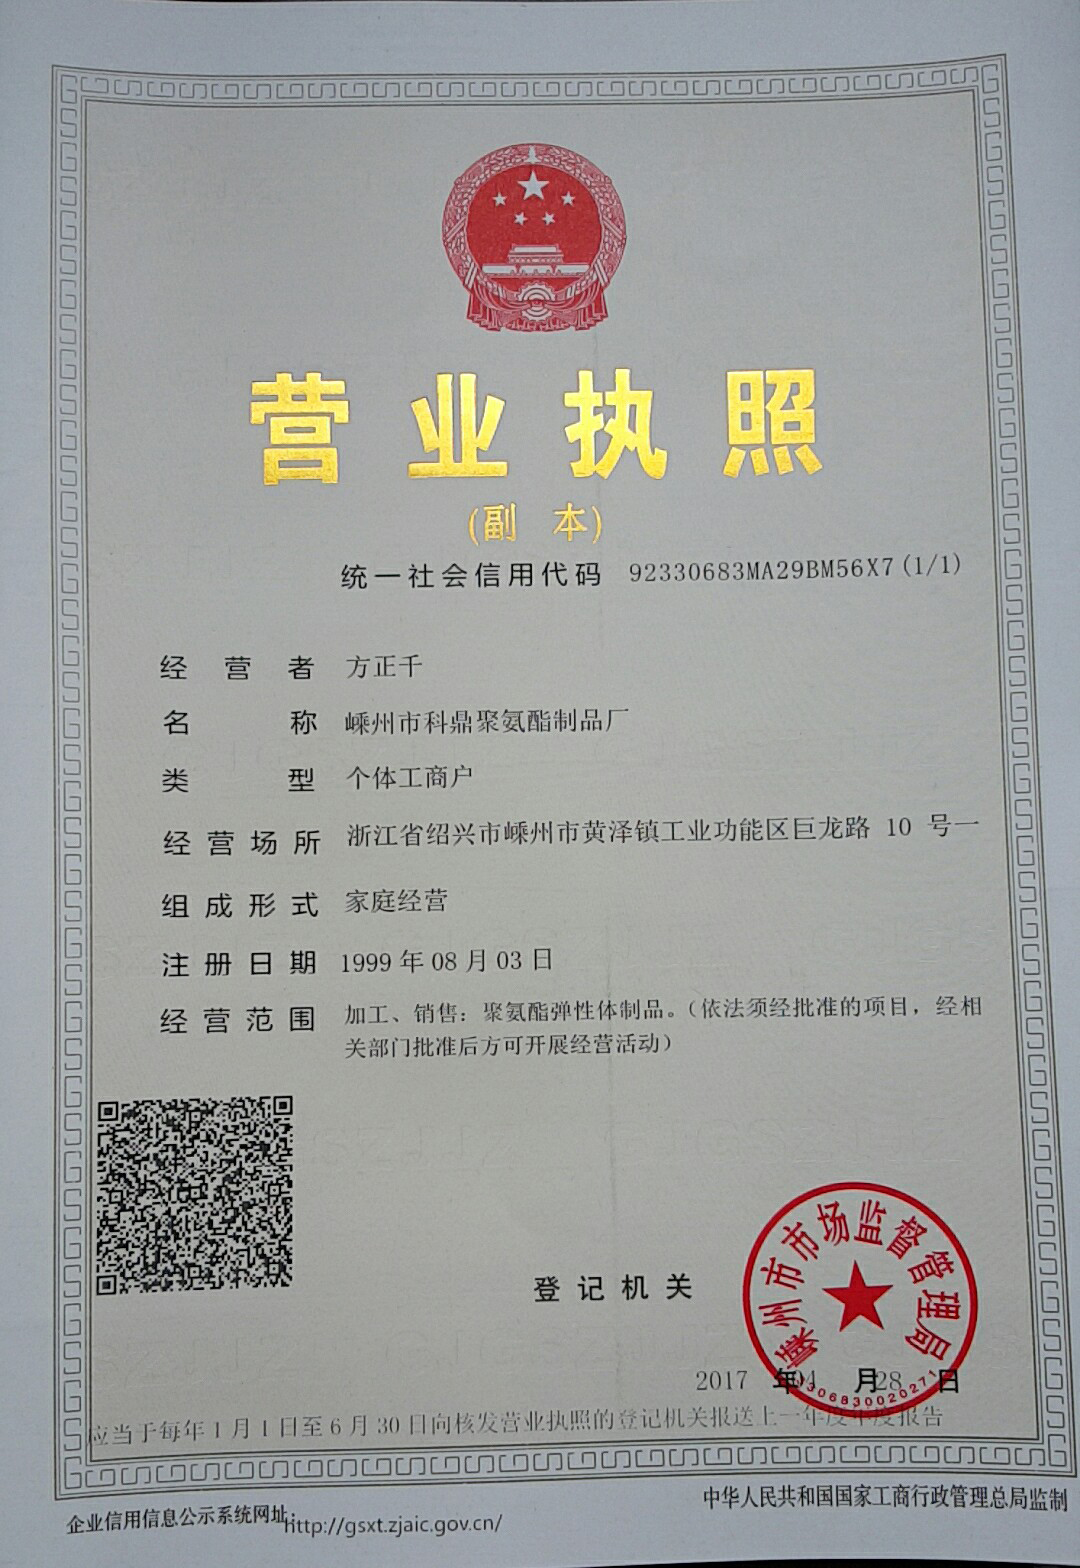 营业执照
(副 本)
统一社会信用代码 92330683MA29BM56X7(1/1)
经营者 方正千
名称 嵊州市科鼎聚氨酯制品厂
类型 个体工商户
经营场所 浙江省绍兴市嵊州市黄泽镇工业功能区巨龙路 10 号一
组成形式 家庭经营
注册日期 1999 年 08 月 03 日
经营范围 加工、销售：聚氨酯弹性体制品。（依法须经批准的项目，经相
关部门批准后方可开展经营活动）
登记机关
嵊州市市场监督管理局
2017 年 04 月 28 日
3306830020271
应当于每年 1 月 1 日至 6 月 30 日向核发营业执照的登记机关报送上一年度年度报告
企业信用信息公示系统网址http://gsxt.zjaic.gov.cn/
中华人民共和国国家工商行政管理总局监制